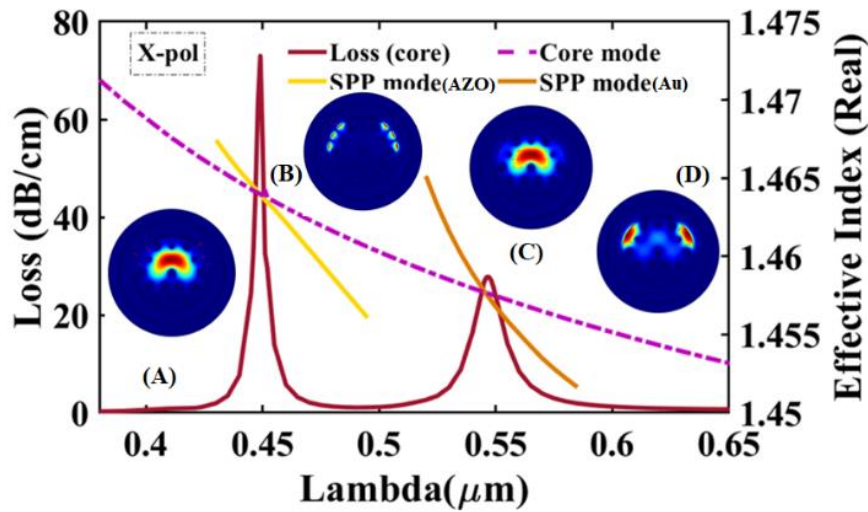 X-pol
Loss (core)
Core mode
SPP mode(AZO)
SPP mode(Au)
(A)
(B)
(C)
(D)
Loss (dB/cm)
80
60
40
20
0
Effective Index (Real)
1.475
1.47
1.465
1.46
1.455
1.45
0.4
0.45
0.5
0.55
0.6
0.65
Lambda(μm)